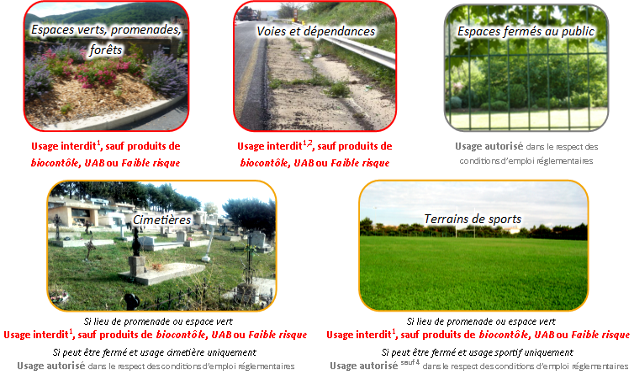 Espaces verts, promenades,
forêts
Voies et dépendances
Espaces fermés au public
Usage interdit¹, sauf produits de
biocontôle, UAB ou Faible risque
Usage interdit¹,², sauf produits de
biocontôle, UAB ou Faible risque
Usage autorisé dans le respect des
conditions d'emploi réglementaires
Cimetières
Terrains de sports
Si lieu de promenade ou espace vert
Usage interdit¹, sauf produits de biocontôle, UAB ou Faible risque
Si peut être fermé et usage cimetière uniquement
Usage autorisé dans le respect des conditions d'emploi réglementaires
Si lieu de promenade ou espace vert
Usage interdit¹, sauf produits de biocontôle, UAB ou Faible risque
Si peut être fermé et usage sportif uniquement
Usage autorisé sauf 4 dans le respect des conditions d'emploi réglementaires